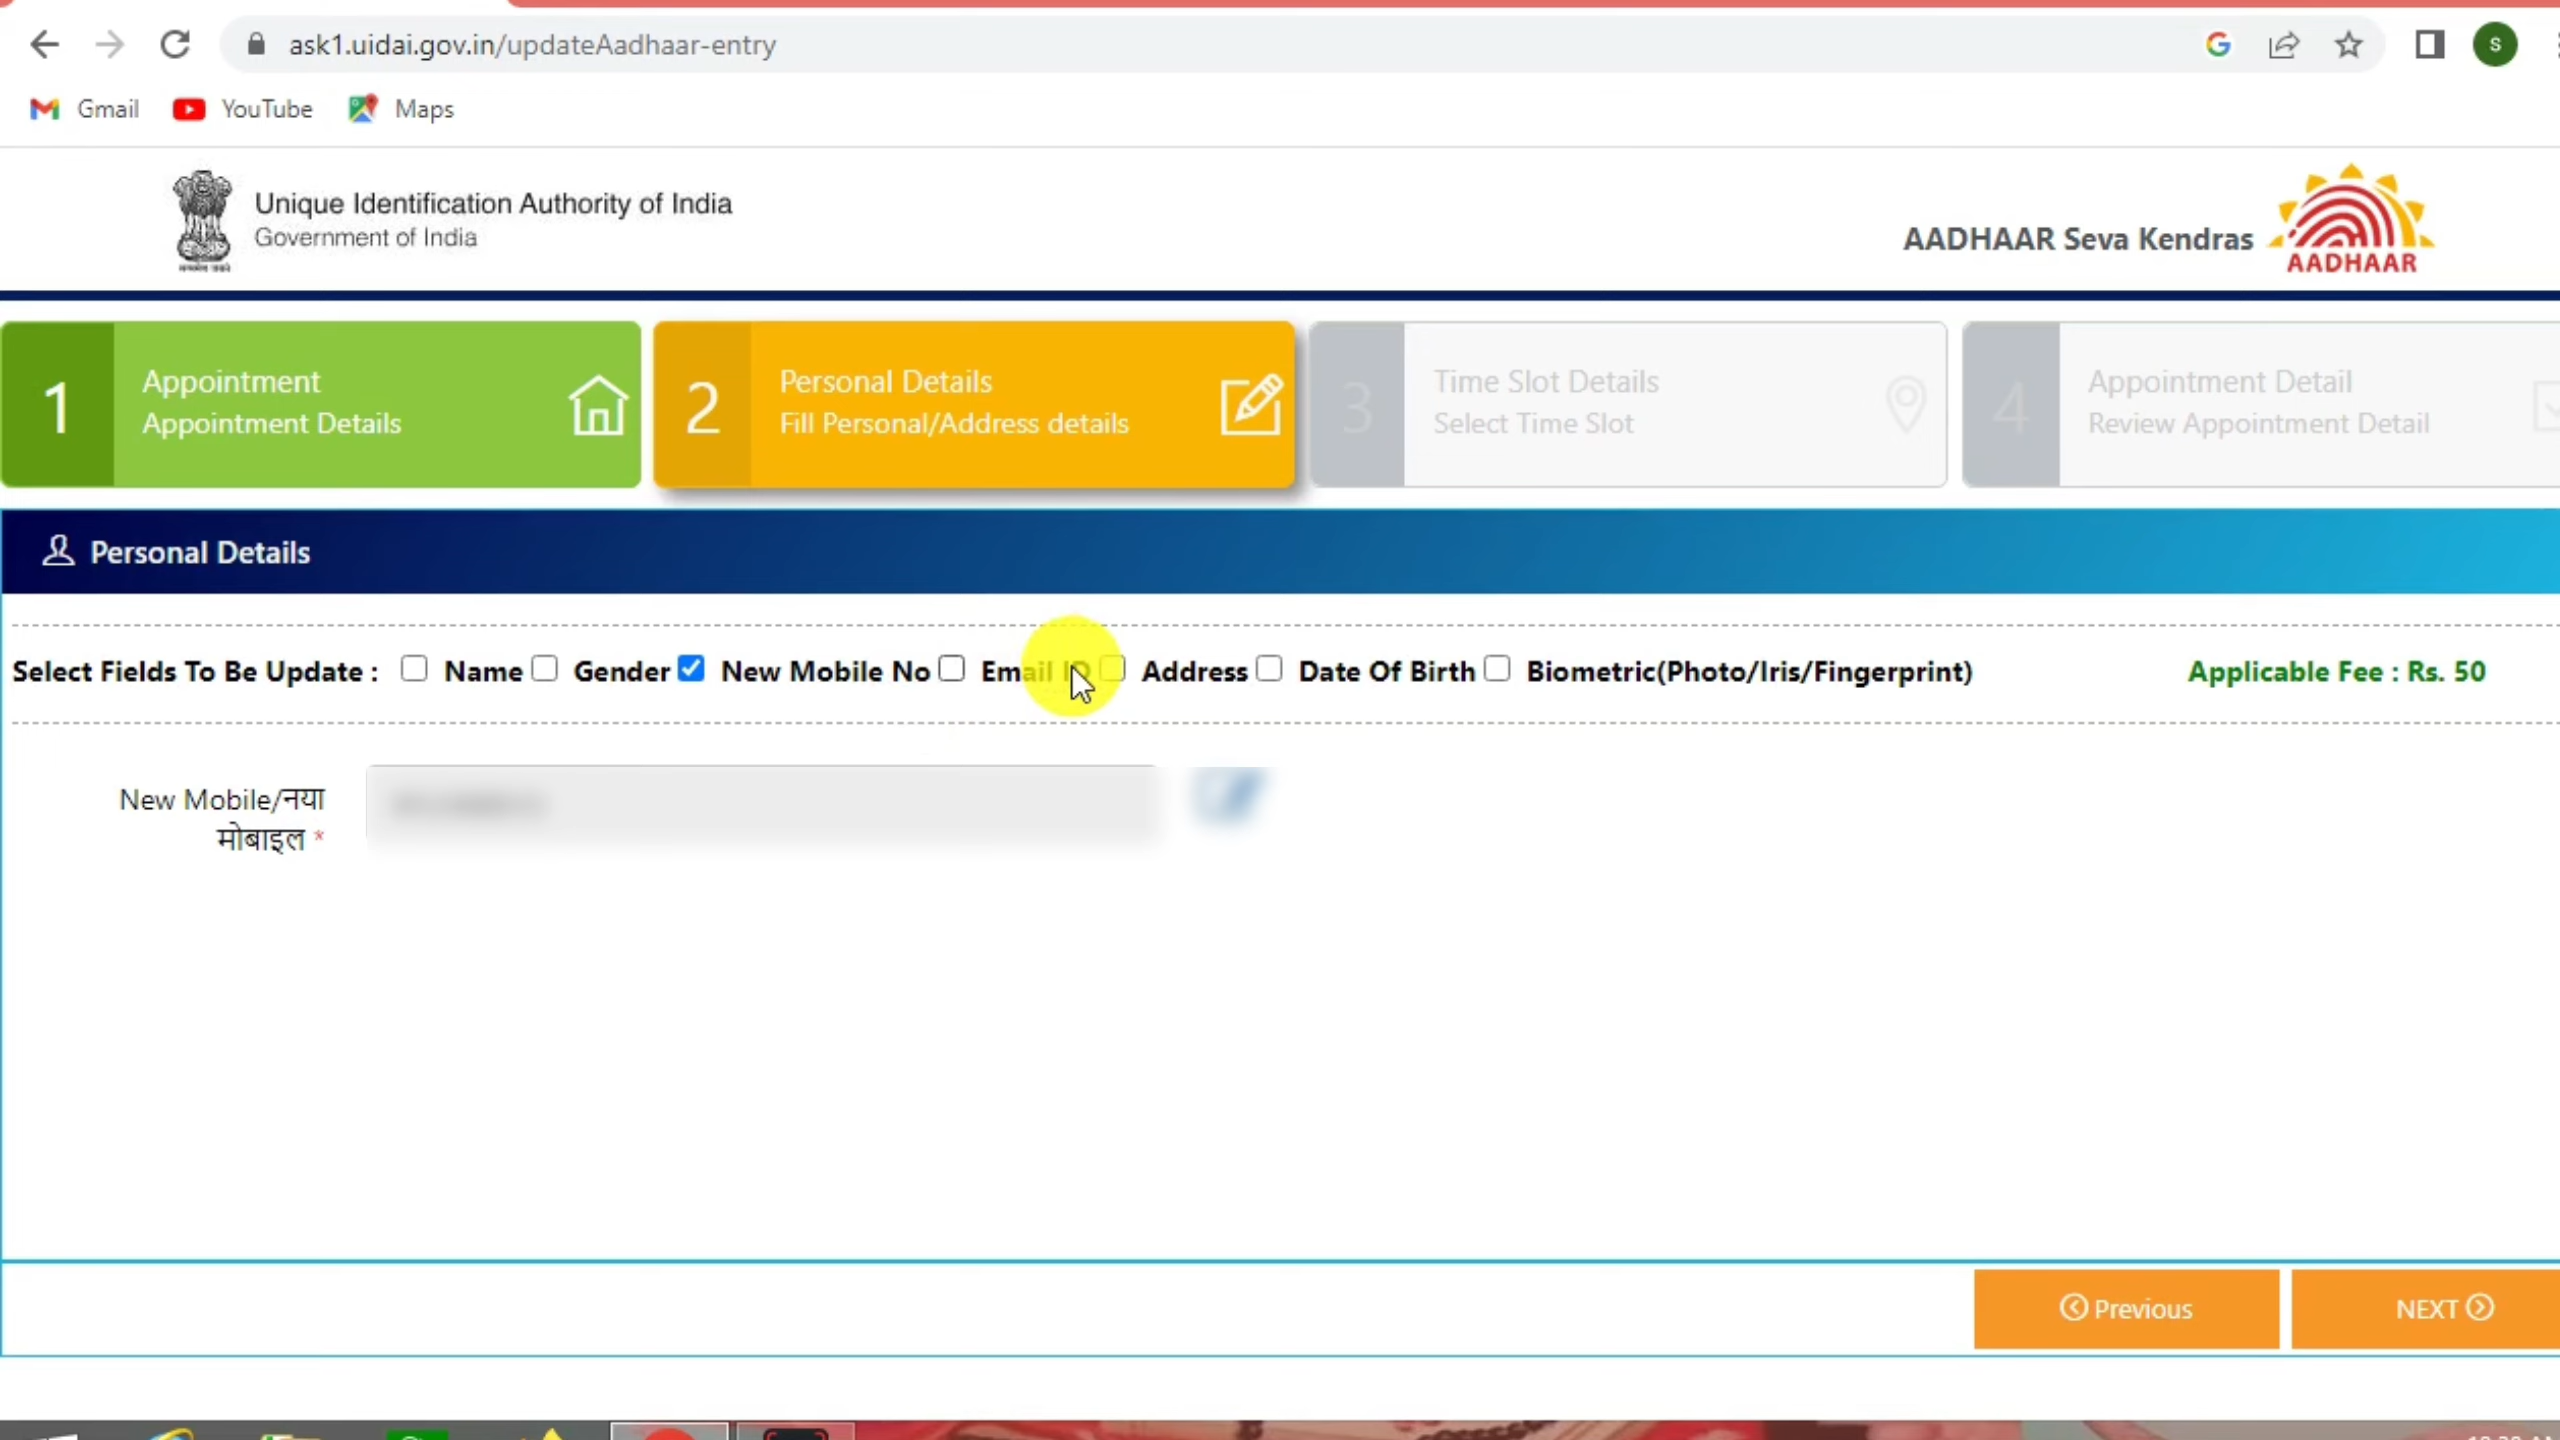 ask1.uidai.gov.in/updateAadhaar-entry
S
Gmail YouTube Maps
Unique Identification Authority of India
Government of India
AADHAAR Seva Kendras
AADHAAR
1 Appointment
Appointment Details
2 Personal Details
Fill Personal/Address details
3 Time Slot Details
Select Time Slot
4 Appointment Detail
Review Appointment Detail
Personal Details
Select Fields To Be Update : Name Gender New Mobile No Email ID Address Date Of Birth Biometric(Photo/Iris/Fingerprint) Applicable Fee : Rs. 50
New Mobile/नया
मोबाइल *
Previous NEXT